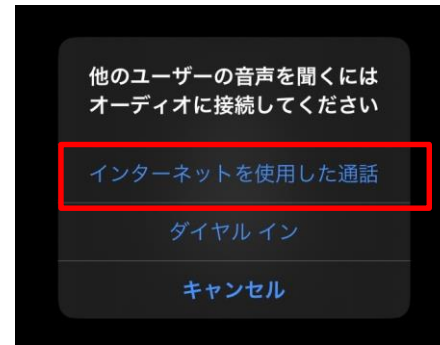 他のユーザーの音声を聞くには
オーディオに接続してください
インターネットを使用した通話
ダイヤル イン
キャンセル